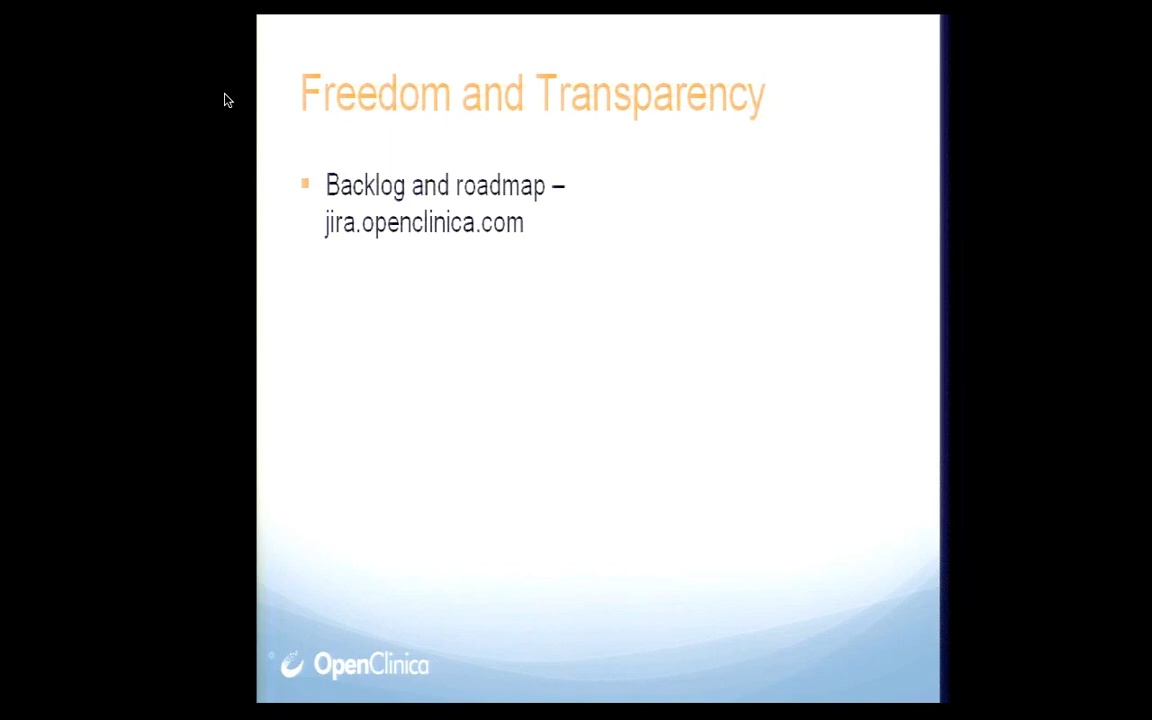 Freedom and Transparency
Backlog and roadmap –
jira.openclinica.com
OpenClinica